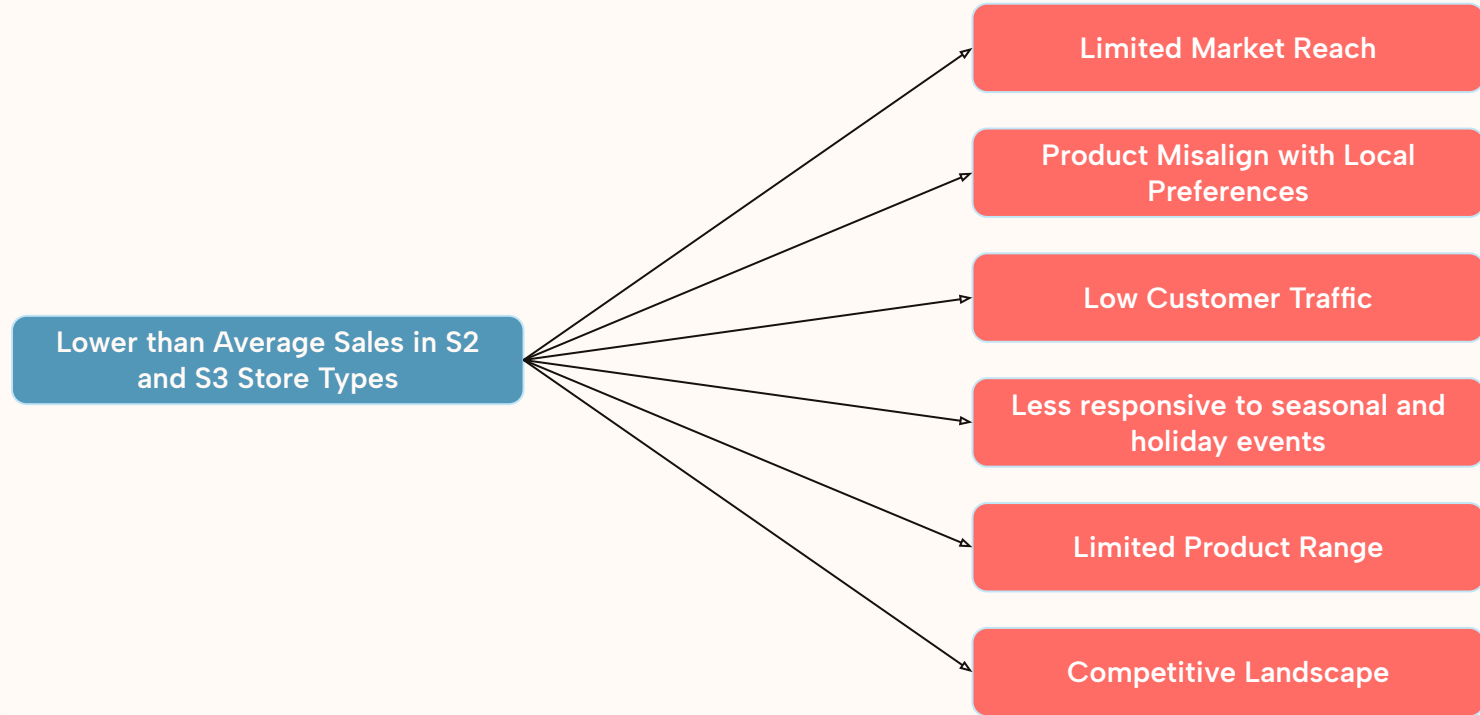 Limited Market Reach
Product Misalign with Local
Preferences
Low Customer Traffic
Lower than Average Sales in S2
and S3 Store Types
Less responsive to seasonal and
holiday events
Limited Product Range
Competitive Landscape